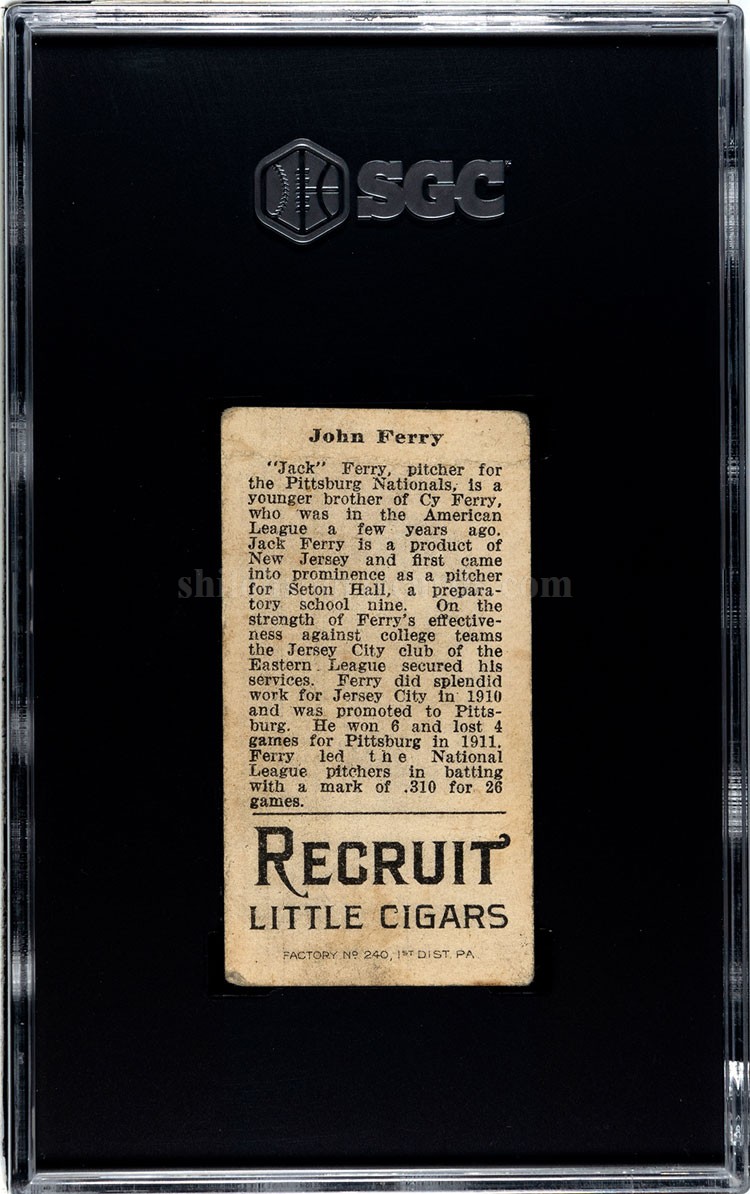 SGC
John Ferry
"Jack" Ferry, pitcher for
the Pittsburg Nationals, is a
younger brother of Cy Ferry,
who was in the American
League a few years ago.
Jack Ferry is a product of
New Jersey and first came
into prominence as a pitcher
for Seton Hall, a prepara-
tory school nine. On the
strength of Ferry's effective-
ness against college teams
the Jersey City club of the
Eastern League secured his
services. Ferry did splendid
work for Jersey City in 1910
and was promoted to Pitts-
burg. He won 6 and lost 4
games for Pittsburg in 1911.
Ferry led the National
League pitchers in batting
with a mark of .310 for 26
games.
RECRUIT
LITTLE CIGARS
FACTORY Nº 240, 1ST DIST. PA.